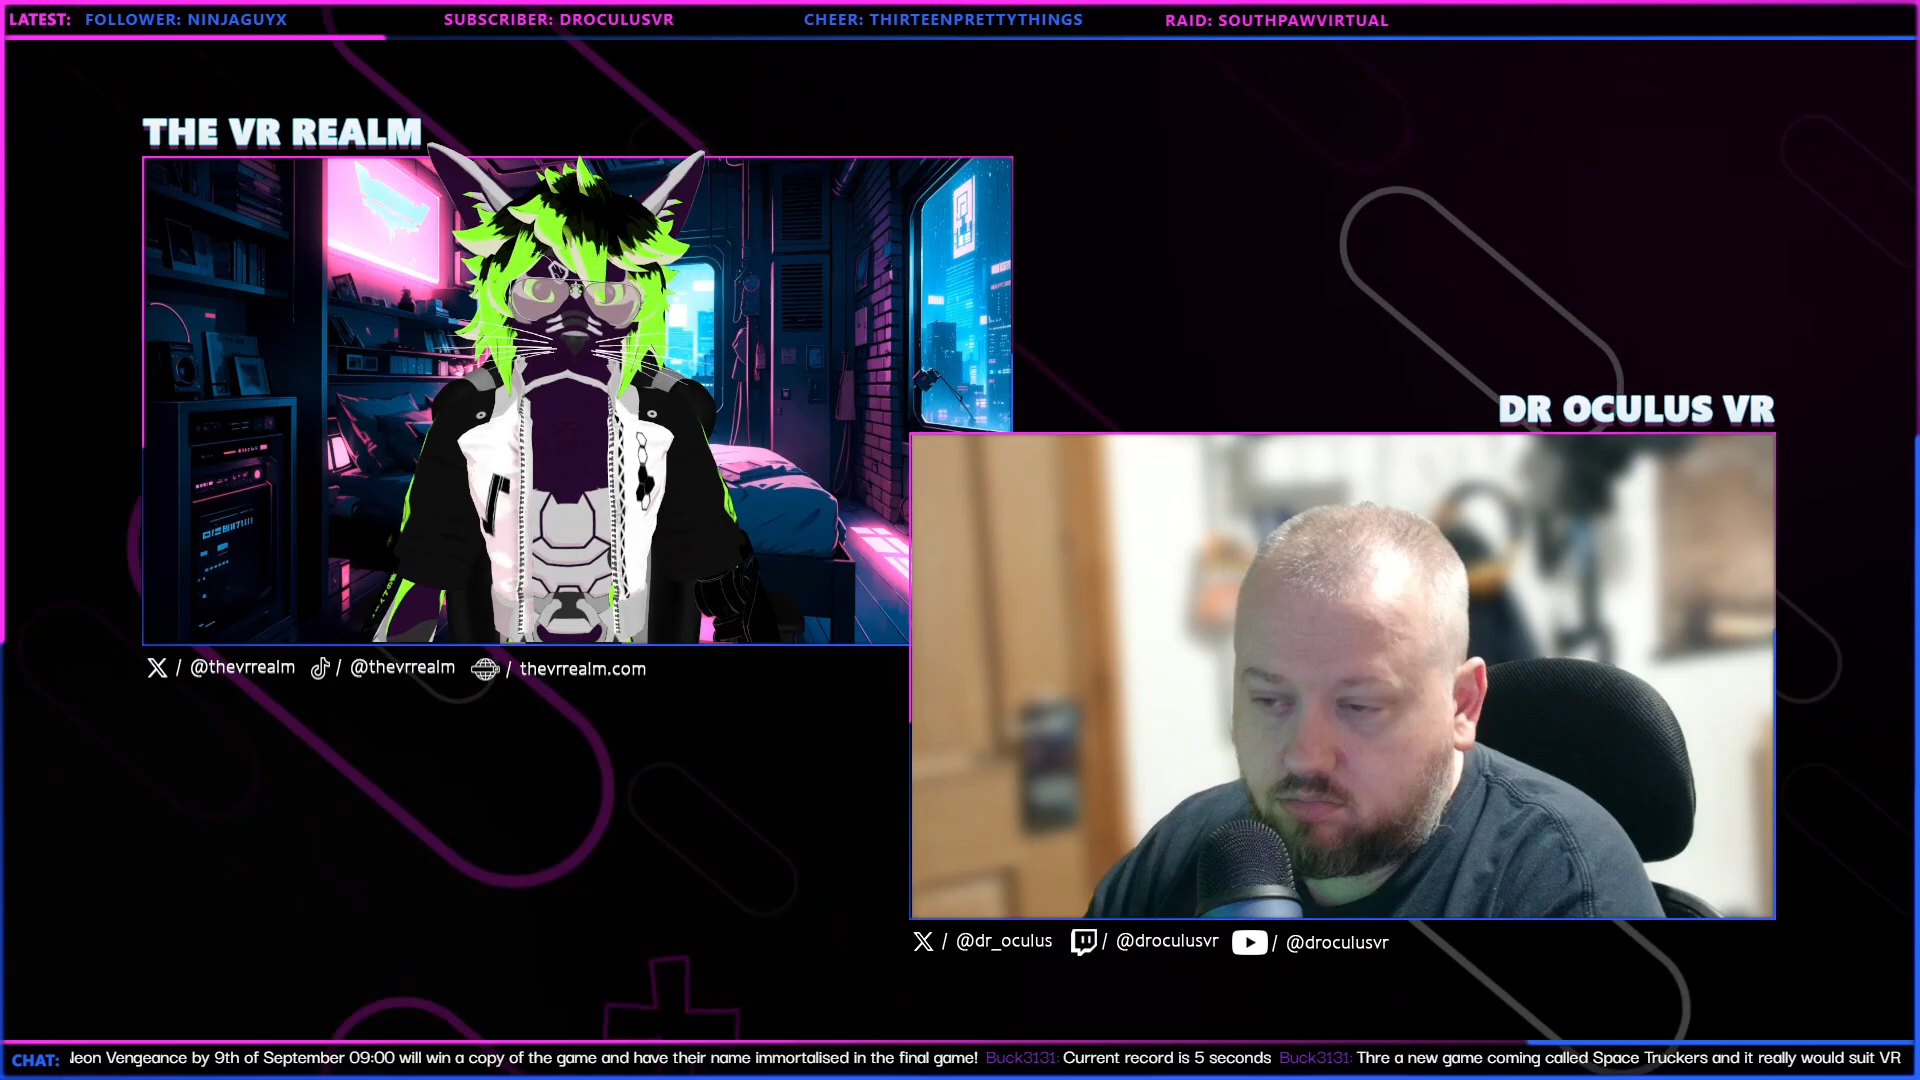 LATEST: FOLLOWER: NINJAGUYX SUBSCRIBER: DROCULUSVR CHEER: THIRTEENPRETTYTHINGS RAID: SOUTHPAWVIRTUAL
THE VR REALM
/ @thevrrealm / @thevrrealm / thevrrealm.com
DR OCULUS VR
/ @dr_oculus / @droculusvr / @droculusvr
CHAT: leon Vengeance by 9th of September 09:00 will win a copy of the game and have their name immortalised in the final game! Buck3131: Current record is 5 seconds Buck3131: Thre a new game coming called Space Truckers and it really would suit VR